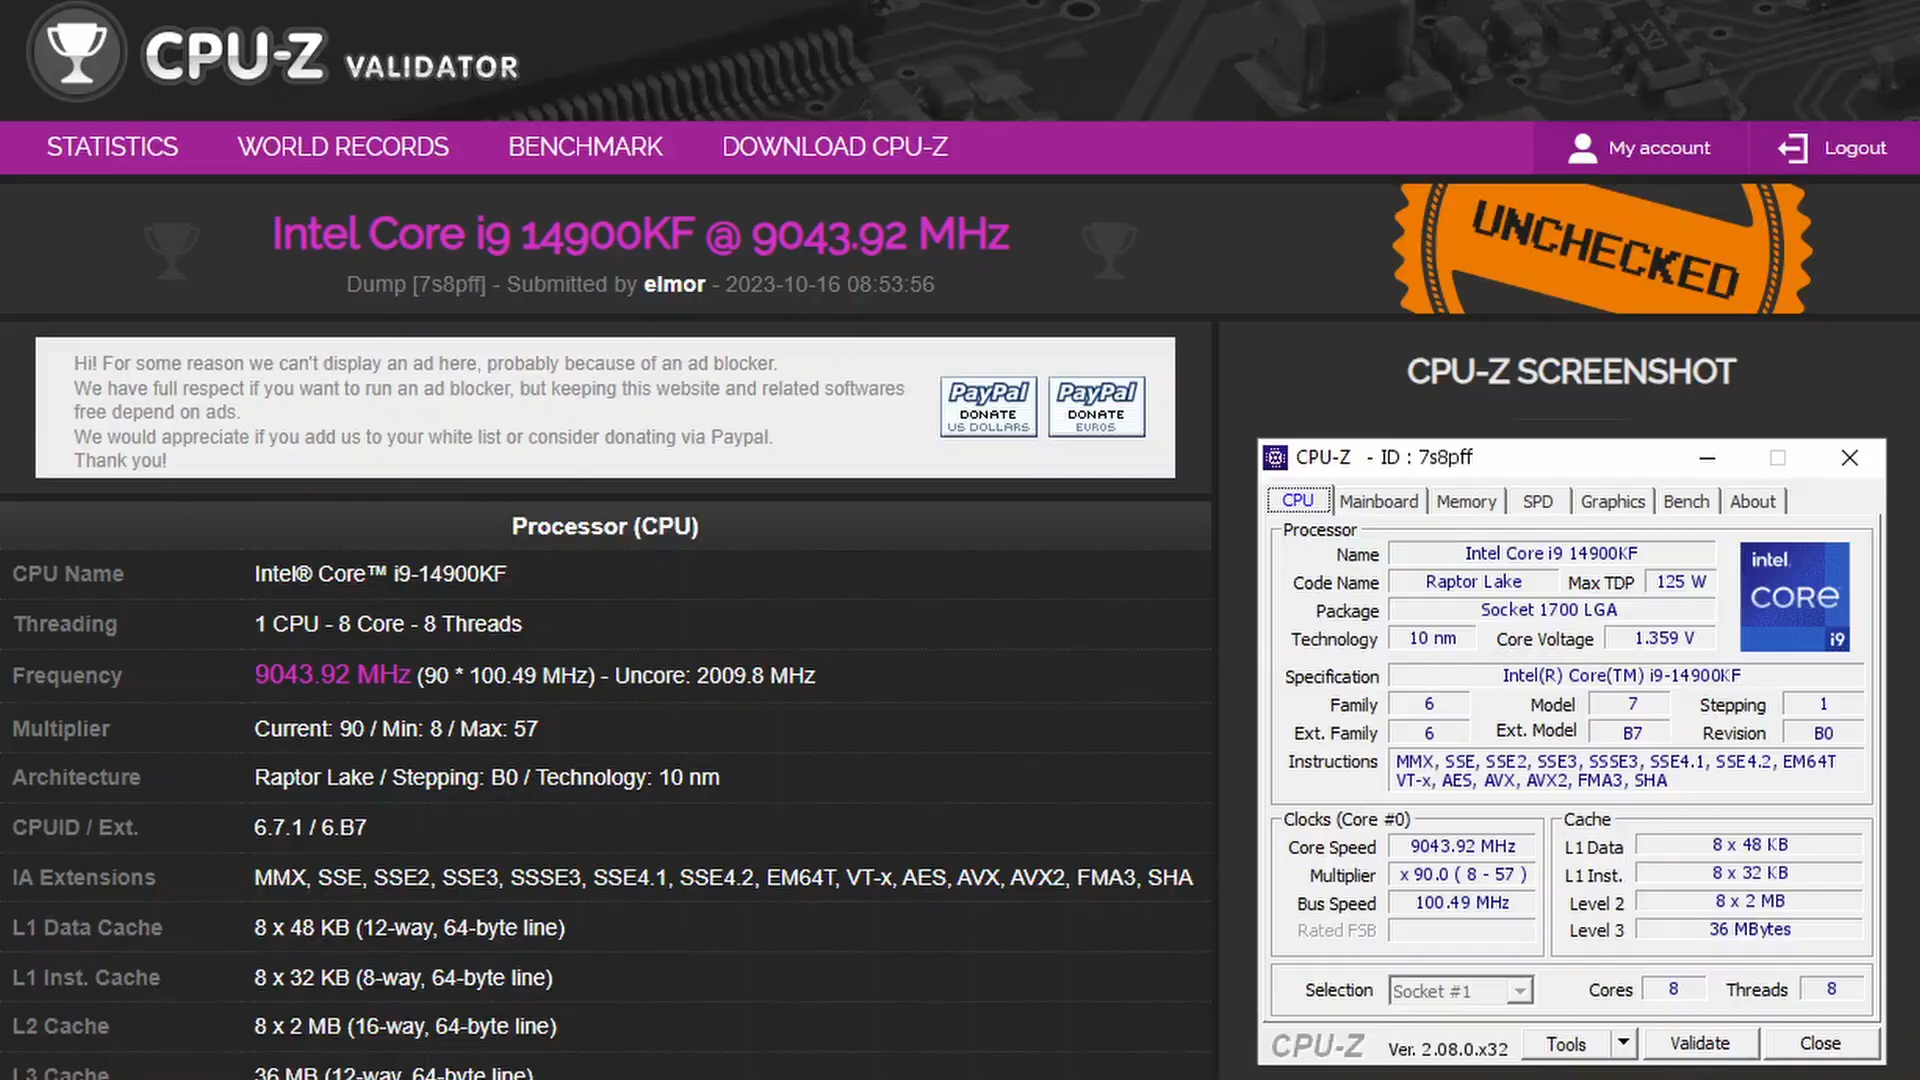 CPU-Z VALIDATOR
STATISTICS WORLD RECORDS BENCHMARK DOWNLOAD CPU-Z My account Logout
Intel Core i9 14900KF @ 9043.92 MHz
Dump [7s8pff] - Submitted by elmor - 2023-10-16 08:53:56
UNCHECKED
Hi! For some reason we can't display an ad here, probably because of an ad blocker.
We have full respect if you want to run an ad blocker, but keeping this website and related softwares
free depend on ads.
We would appreciate if you add us to your white list or consider donating via Paypal.
Thank you!
PayPal PayPal
DONATE DONATE
US DOLLARS EUROS
Processor (CPU)
CPU Name Intel® Core™ i9-14900KF
Threading 1 CPU - 8 Core - 8 Threads
Frequency 9043.92 MHz (90 * 100.49 MHz) - Uncore: 2009.8 MHz
Multiplier Current: 90 / Min: 8 / Max: 57
Architecture Raptor Lake / Stepping: B0 / Technology: 10 nm
CPUID / Ext. 6.7.1 / 6.B7
IA Extensions MMX, SSE, SSE2, SSE3, SSSE3, SSE4.1, SSE4.2, EM64T, VT-x, AES, AVX, AVX2, FMA3, SHA
L1 Data Cache 8 x 48 KB (12-way, 64-byte line)
L1 Inst. Cache 8 x 32 KB (8-way, 64-byte line)
L2 Cache 8 x 2 MB (16-way, 64-byte line)
L3 Cache 36 MB (12-way, 64-byte line)
CPU-Z SCREENSHOT
CPU-Z - ID : 7s8pff
CPU Mainboard Memory SPD Graphics Bench About
Processor
Name Intel Core i9 14900KF
Code Name Raptor Lake Max TDP 125 W
Package Socket 1700 LGA
Technology 10 nm Core Voltage 1.359 V
intel.
CORE
i9
Specification Intel(R) Core(TM) i9-14900KF
Family 6 Model 7 Stepping 1
Ext. Family 6 Ext. Model B7 Revision B0
Instructions MMX, SSE, SSE2, SSE3, SSSE3, SSE4.1, SSE4.2, EM64T
VT-x, AES, AVX, AVX2, FMA3, SHA
Clocks (Core #0)
Core Speed 9043.92 MHz
Multiplier x 90.0 ( 8 - 57 )
Bus Speed 100.49 MHz
Rated FSB
Cache
L1 Data 8 x 48 KB
L1 Inst. 8 x 32 KB
Level 2 8 x 2 MB
Level 3 36 MBytes
Selection Socket #1 Cores 8 Threads 8
CPU-Z Ver. 2.08.0.x32 Tools Validate Close